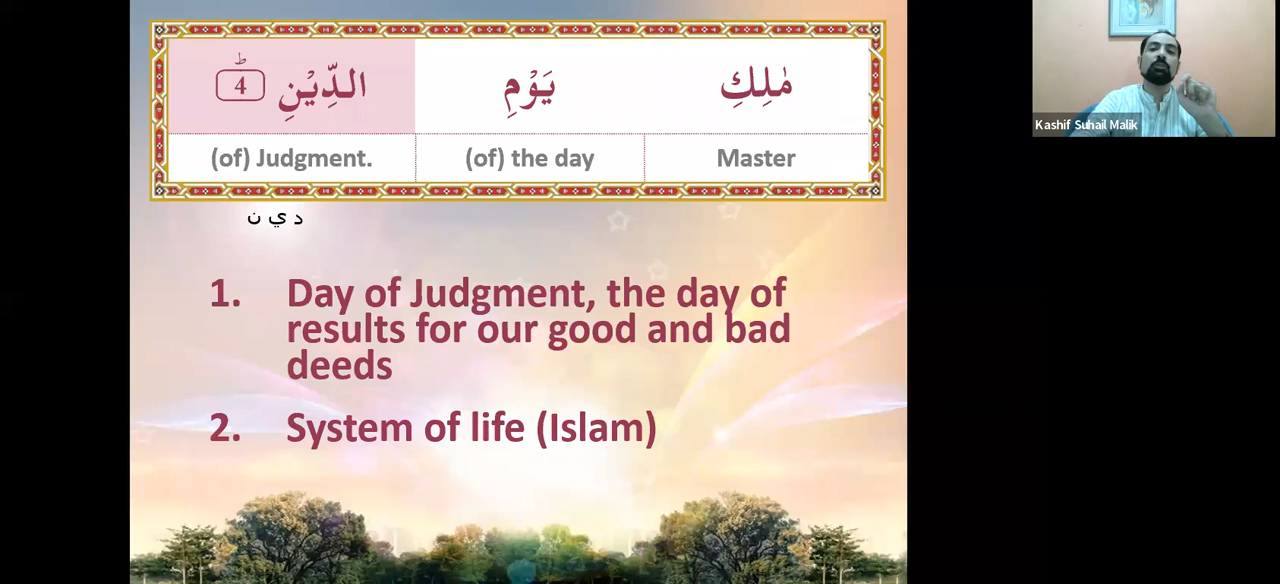 مٰلِكِ يَوْمِ الدِّيْنِ ؕ 4
Master (of) the day (of) Judgment.
د ي ن
1. Day of Judgment, the day of
results for our good and bad
deeds
2. System of life (Islam)
Kashif Suhail Malik